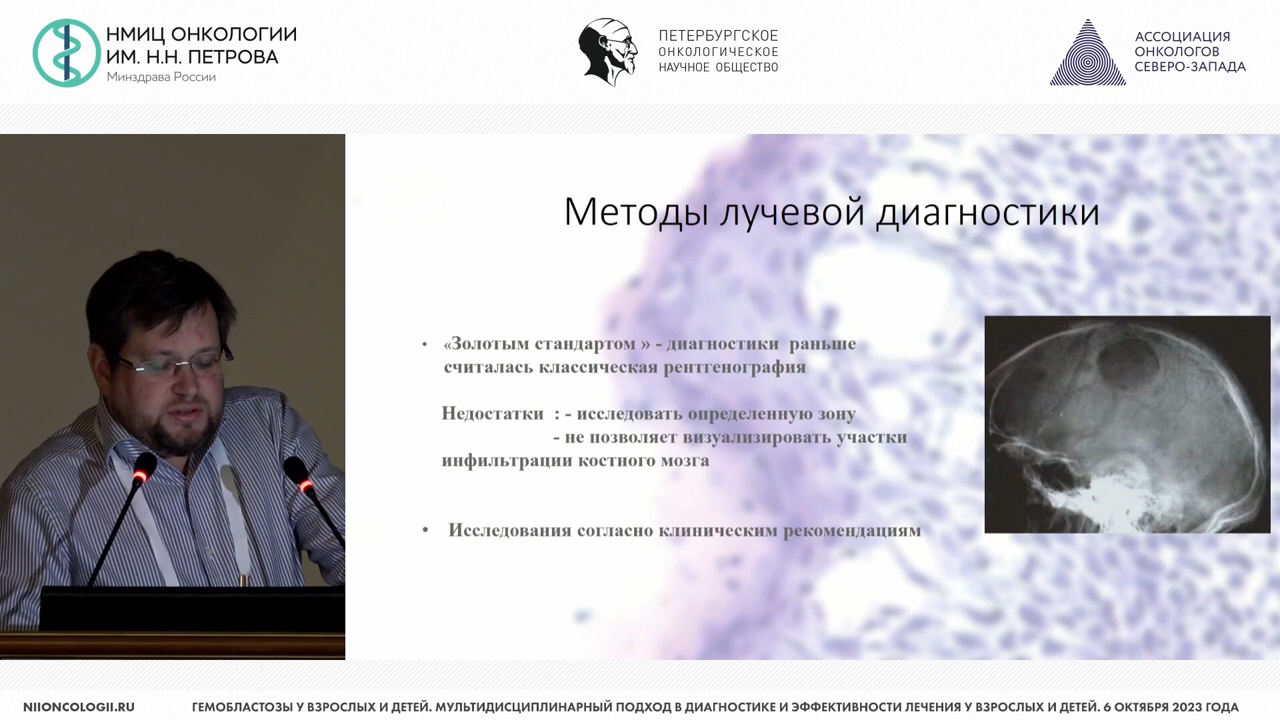 НМИЦ ОНКОЛОГИИ
ИМ. Н.Н. ПЕТРОВА
Минздрава России
ПЕТЕРБУРГСКОЕ
ОНКОЛОГИЧЕСКОЕ
НАУЧНОЕ ОБЩЕСТВО
АССОЦИАЦИЯ
ОНКОЛОГОВ
СЕВЕРО-ЗАПАДА
Методы лучевой диагностики
• «Золотым стандартом » - диагностики раньше
считалась классическая рентгенография
Недостатки : - исследовать определенную зону
- не позволяет визуализировать участки
инфильтрации костного мозга
• Исследования согласно клиническим рекомендациям
NIIONCOLOGII.RU
ГЕМОБЛАСТОЗЫ У ВЗРОСЛЫХ И ДЕТЕЙ. МУЛЬТИДИСЦИПЛИНАРНЫЙ ПОДХОД В ДИАГНОСТИКЕ И ЭФФЕКТИВНОСТИ ЛЕЧЕНИЯ У ВЗРОСЛЫХ И ДЕТЕЙ. 6 ОКТЯБРЯ 2023 ГОДА